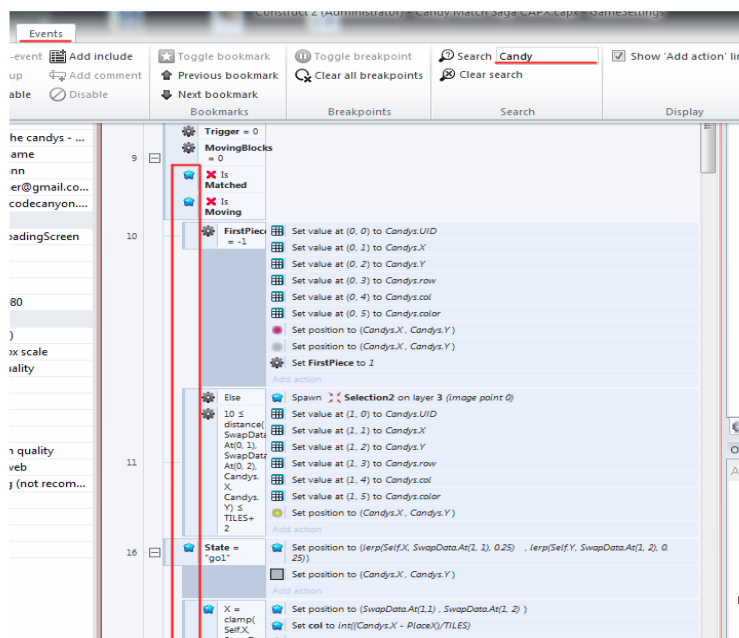 Construct 2 (Administrator) - Candy Match Saga CAPX.capx - GameSettings
Events
-event Add include Toggle bookmark Toggle breakpoint Search Candy Show 'Add action' lin
up Add comment Previous bookmark Clear all breakpoints Clear search
able Disable Next bookmark
Bookmarks Breakpoints Search Display
he candys - ...
ame
nn
er@gmail.co...
codecanyon....
oadingScreen
80
)
ox scale
ality
n quality
web
g (not recom...
Trigger = 0
9
MovingBlocks
= 0
Is
Matched
Is
Moving
10
FirstPiece
= -1
Set value at (0, 0) to Candys.UID
Set value at (0, 1) to Candys.X
Set value at (0, 2) to Candys.Y
Set value at (0, 3) to Candys.row
Set value at (0, 4) to Candys.col
Set value at (0, 5) to Candys.color
Set position to (Candys.X , Candys.Y )
Set position to (Candys.X , Candys.Y )
Set FirstPiece to 1
Add action
11
Else
10 ≤
distance(
SwapData
At(0, 1),
SwapData
At(0, 2),
Candys.
X,
Candys.
Y) ≤
TILES+
2
Spawn Selection2 on layer 3 (image point 0)
Set value at (1, 0) to Candys.UID
Set value at (1, 1) to Candys.X
Set value at (1, 2) to Candys.Y
Set value at (1, 3) to Candys.row
Set value at (1, 4) to Candys.col
Set value at (1, 5) to Candys.color
Set position to (Candys.X , Candys.Y )
Add action
16
State =
"go1"
Set position to (lerp(Self.X, SwapData.At(1, 1), 0.25) , lerp(Self.Y, SwapData.At(1, 2), 0.
25))
Set position to (Candys.X , Candys.Y )
Add action
X =
clamp(
Self.X,
Set position to (SwapData.At(1,1) , SwapData.At(1, 2) )
Set col to int((Candys.X - PlaceX)/TILES)